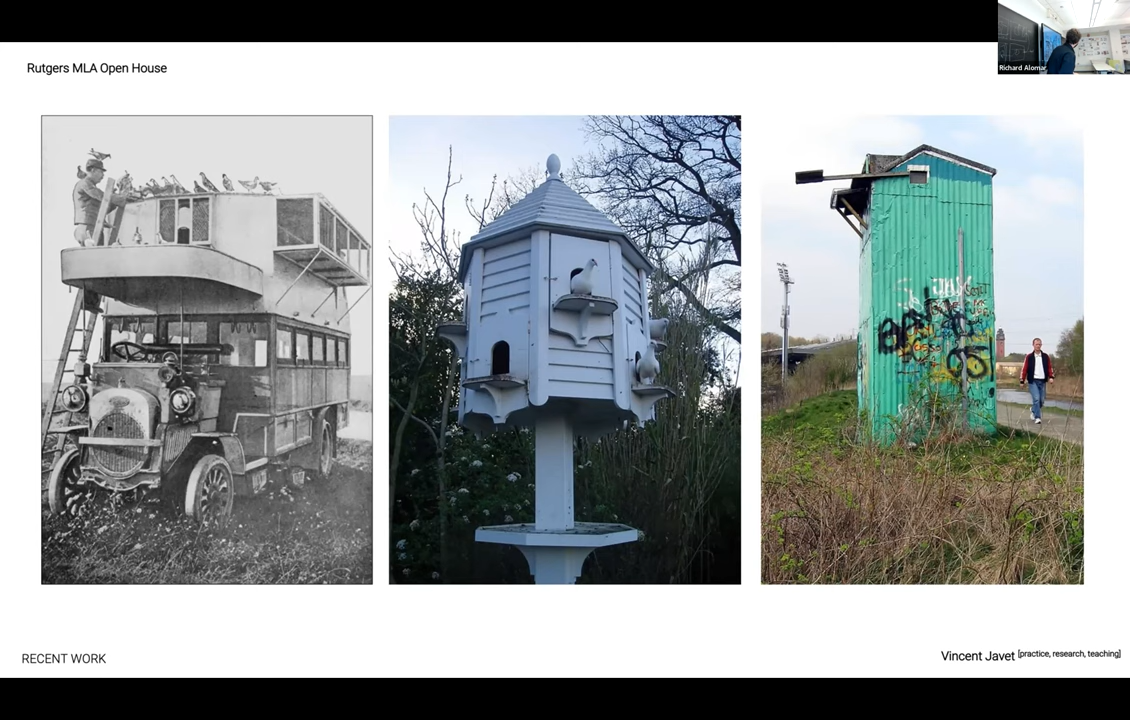 Rutgers MLA Open House
Richard Alomar
RECENT WORK
Vincent Javet [practice, research, teaching]